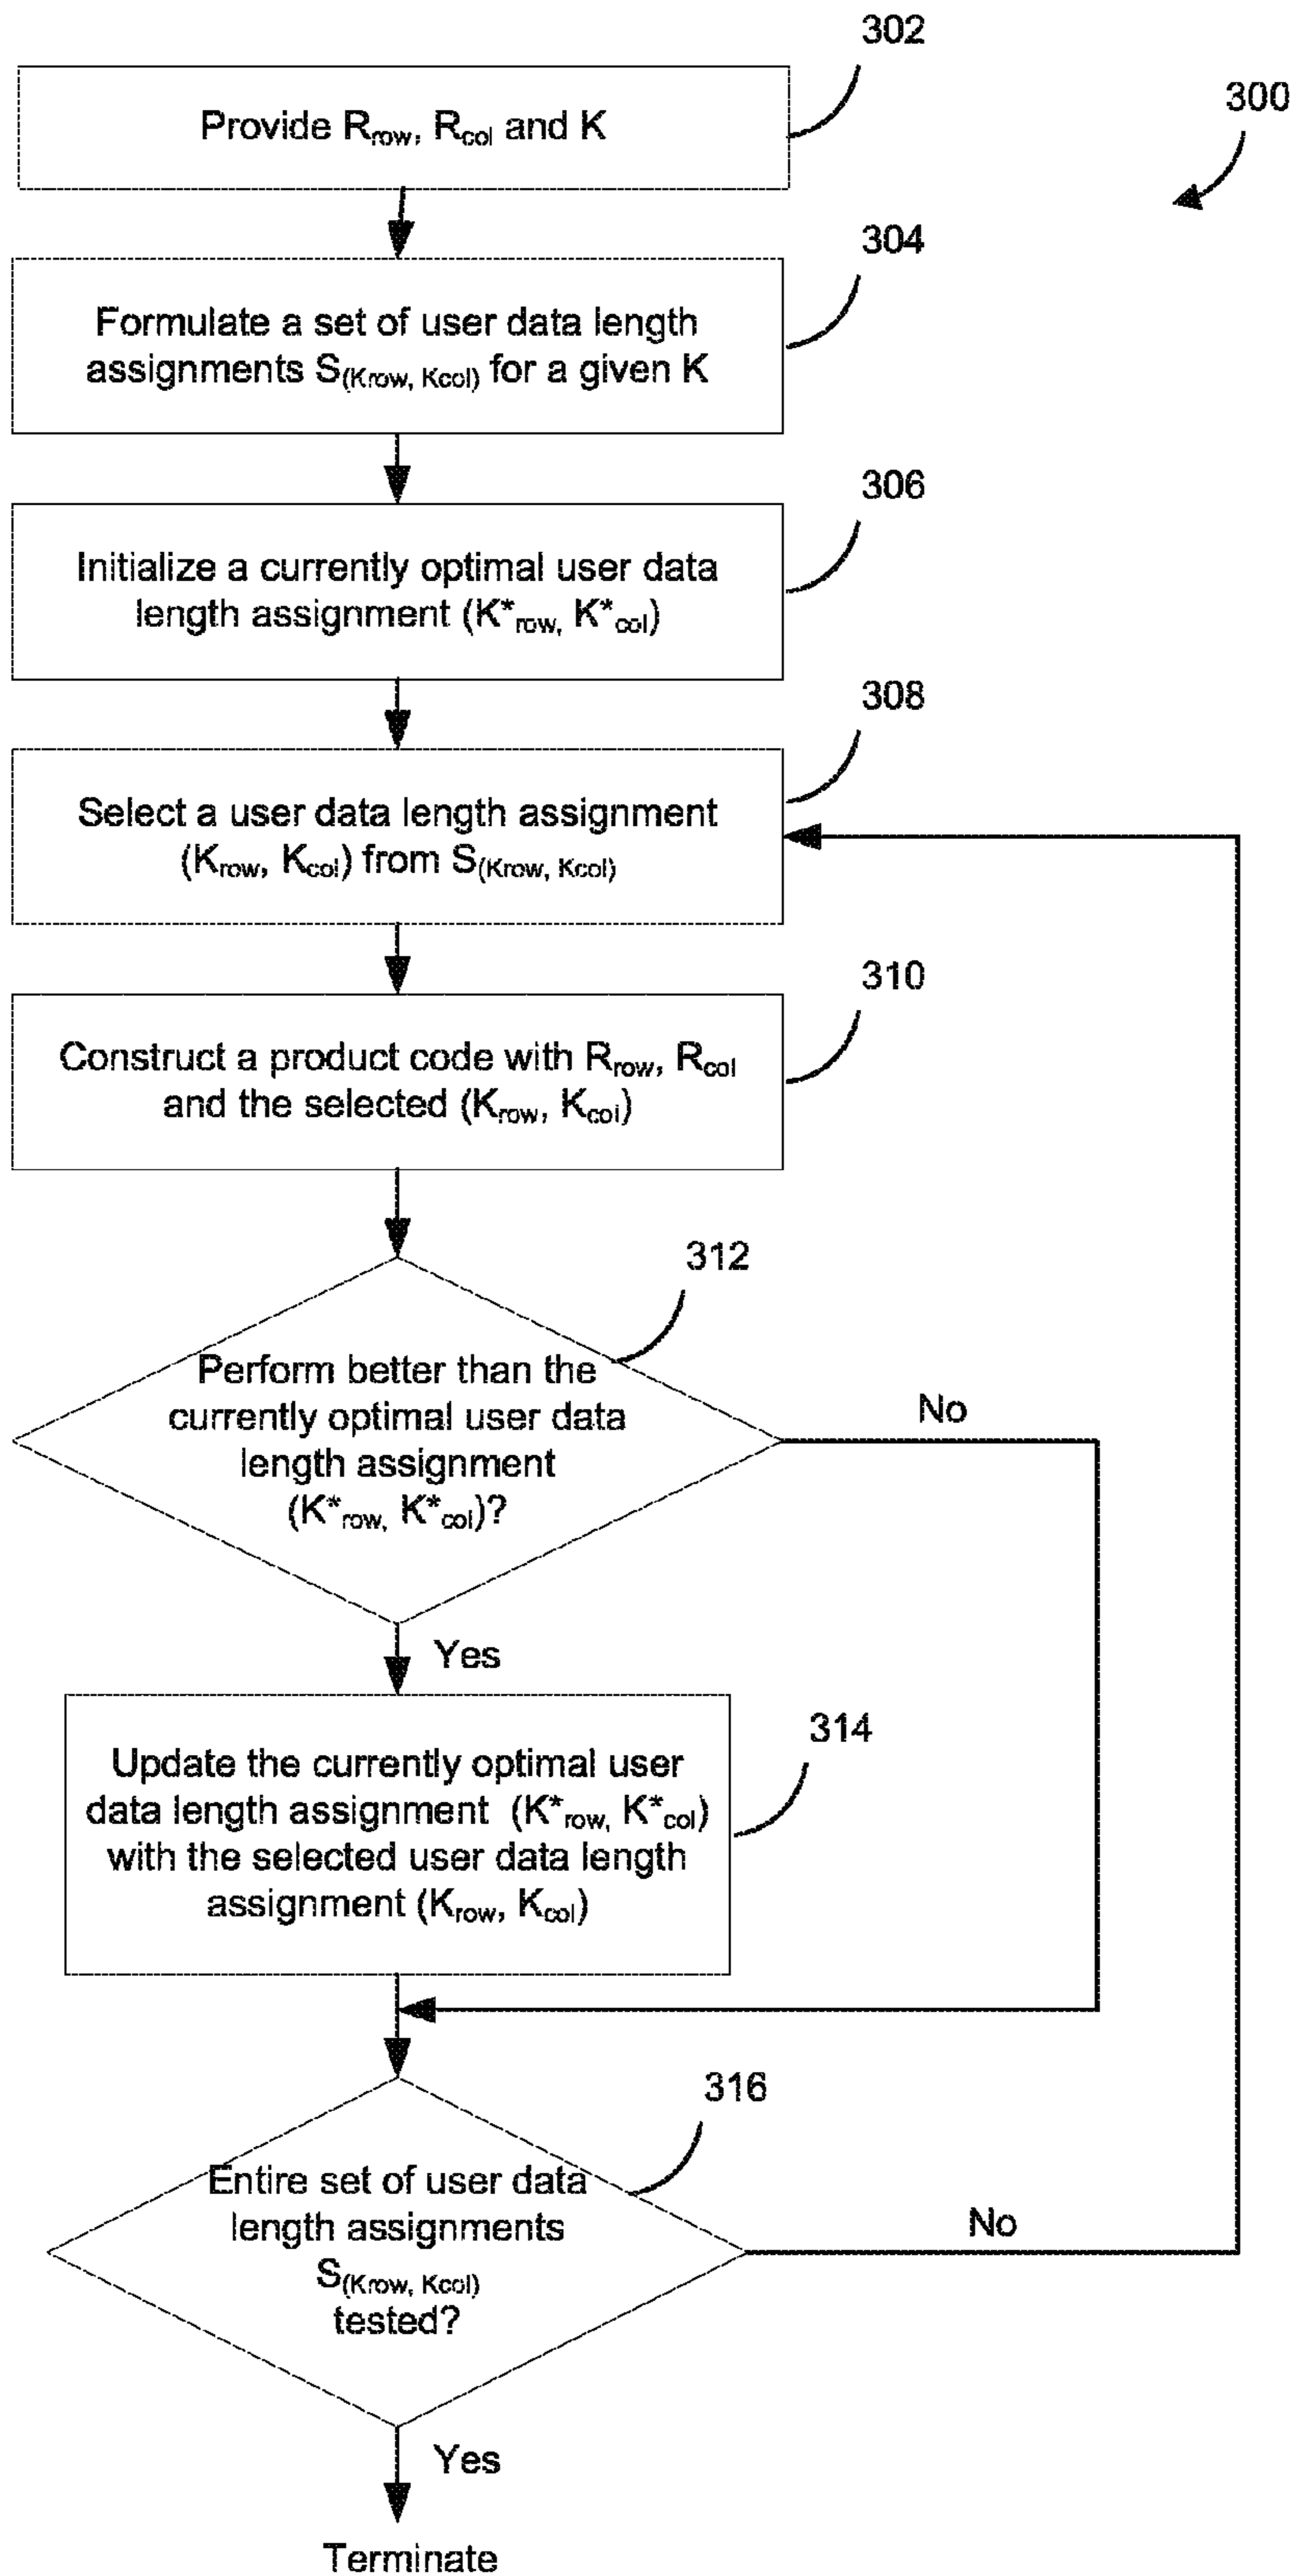 302
300
Provide Rrow, Rcol and K
304
Formulate a set of user data length
assignments S(Krow, Kcol) for a given K
306
Initialize a currently optimal user data
length assignment (K*row, K*col)
308
Select a user data length assignment
(Krow, Kcol) from S(Krow, Kcol)
310
Construct a product code with Rrow, Rcol
and the selected (Krow, Kcol)
312
Perform better than the
currently optimal user data
length assignment
(K*row, K*col)?
No
Yes
314
Update the currently optimal user
data length assignment (K*row, K*col)
with the selected user data length
assignment (Krow, Kcol)
316
Entire set of user data
length assignments
S(Krow, Kcol)
tested?
No
Yes
Terminate